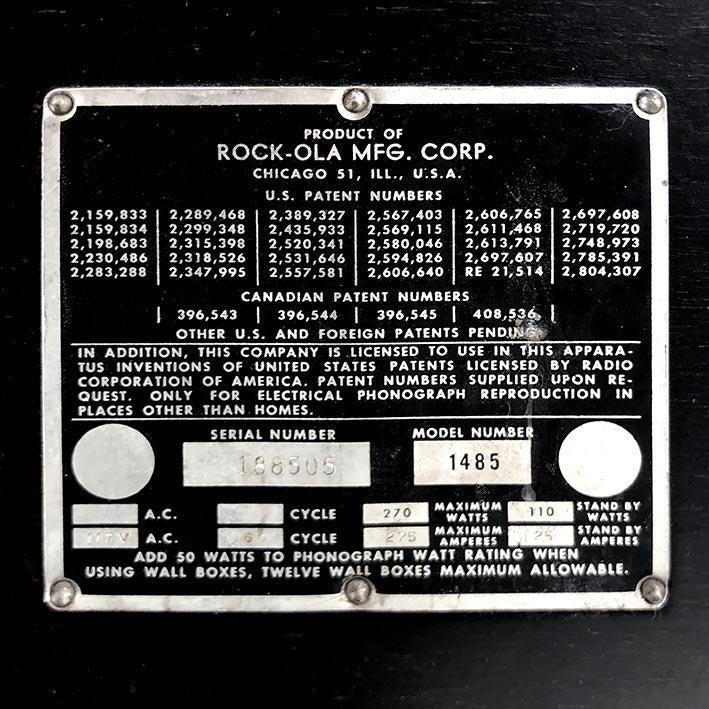 PRODUCT OF
ROCK-OLA MFG. CORP.
CHICAGO 51, ILL., U.S.A.
U.S. PATENT NUMBERS
2,159,833 2,289,468 2,389,327 2,567,403 2,606,765 2,697,608
2,159,834 2,299,348 2,435,933 2,569,115 2,611,468 2,719,720
2,198,683 2,315,398 2,520,341 2,580,046 2,613,791 2,748,973
2,230,486 2,318,526 2,531,646 2,594,826 2,697,607 2,785,391
2,283,288 2,347,995 2,557,581 2,606,640 RE 21,514 2,804,307
CANADIAN PATENT NUMBERS
396,543 396,544 396,545 408,536
OTHER U.S. AND FOREIGN PATENTS PENDING
IN ADDITION, THIS COMPANY IS LICENSED TO USE IN THIS APPARA-
TUS INVENTIONS OF UNITED STATES PATENTS LICENSED BY RADIO
CORPORATION OF AMERICA. PATENT NUMBERS SUPPLIED UPON RE-
QUEST. ONLY FOR ELECTRICAL PHONOGRAPH REPRODUCTION IN
PLACES OTHER THAN HOMES.
SERIAL NUMBER MODEL NUMBER
188505 1485
A.C. CYCLE 270 MAXIMUM WATTS 110 STAND BY WATTS
117V A.C. 60 CYCLE MAXIMUM AMPERES STAND BY AMPERES
ADD 50 WATTS TO PHONOGRAPH WATT RATING WHEN
USING WALL BOXES, TWELVE WALL BOXES MAXIMUM ALLOWABLE.